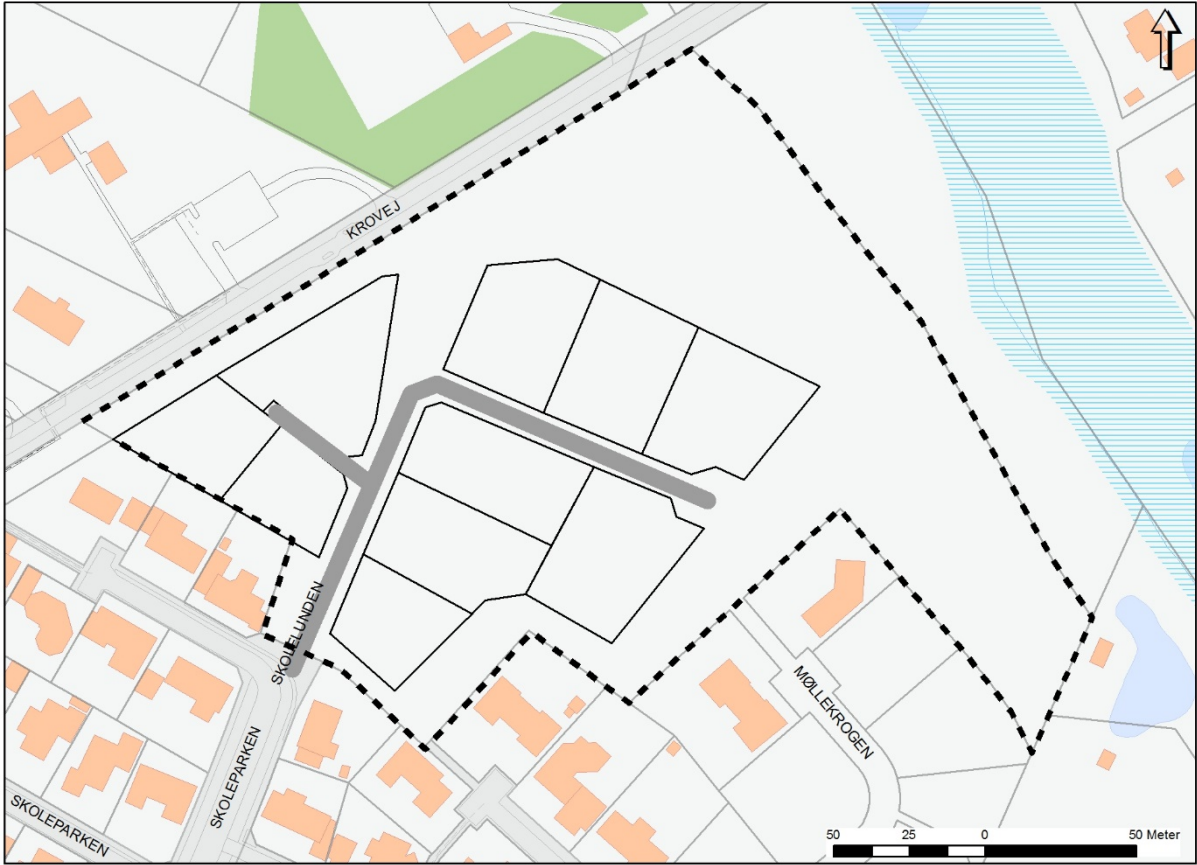 KROVEJ
SKOLELUNDEN
MØLLEKROGEN
SKOLEPARKEN
SKOLEPARKEN
50 25 0 50 Meter